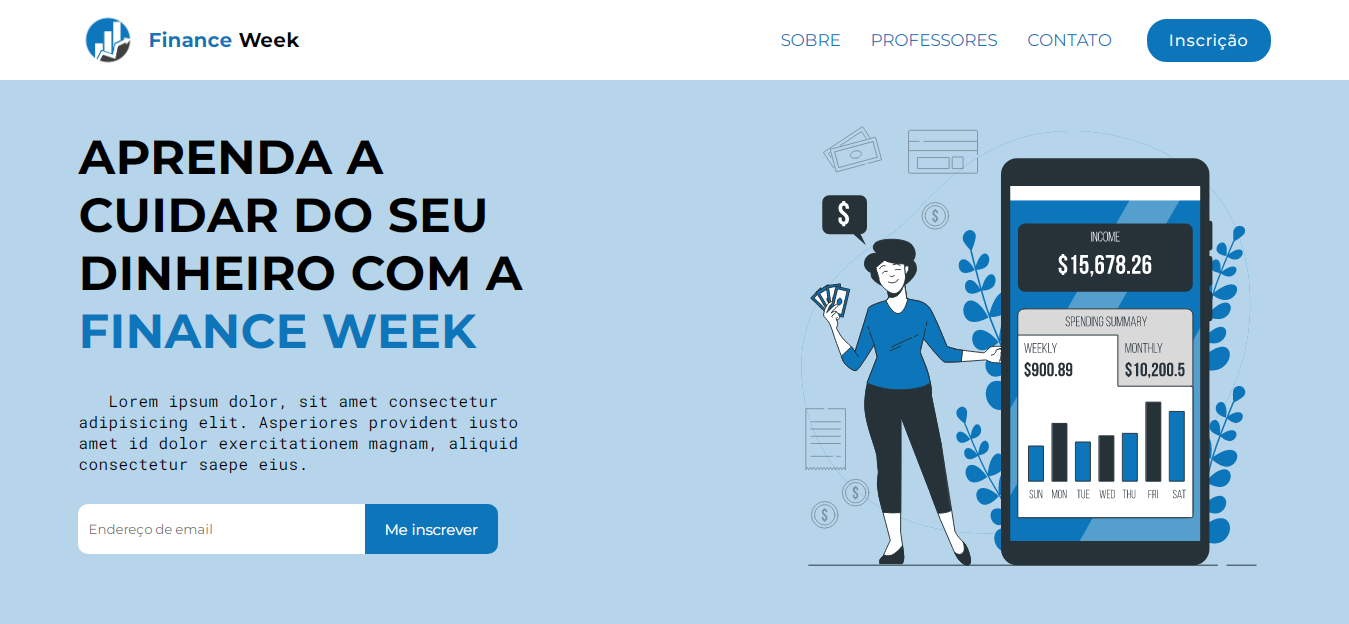 Finance Week
SOBRE PROFESSORES CONTATO Inscrição
APRENDA A
CUIDAR DO SEU
DINHEIRO COM A
FINANCE WEEK
Lorem ipsum dolor, sit amet consectetur
adipisicing elit. Asperiores provident iusto
amet id dolor exercitationem magnam, aliquid
consectetur saepe eius.
Endereço de email
Me inscrever
$
$
$
$
INCOME
$15,678.26
SPENDING SUMMARY
WEEKLY
$900.89
MONTHLY
$10,200.5
SUN MON TUE WED THU FRI SAT